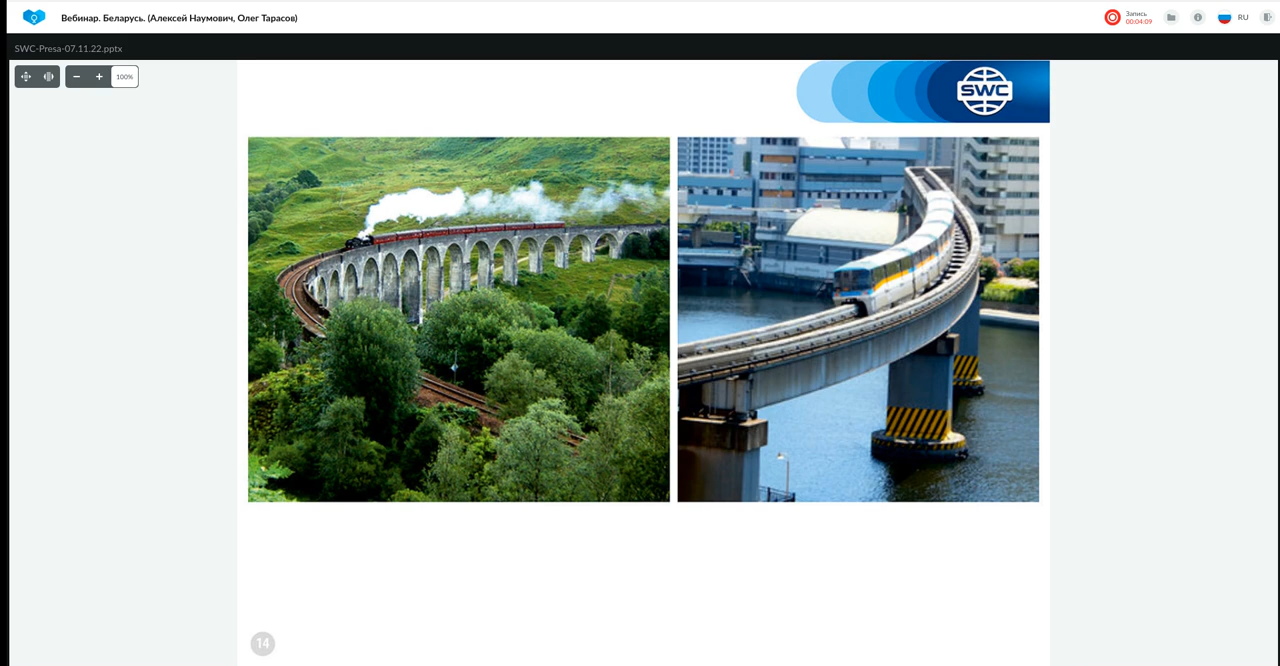 Вебинар. Беларусь. (Алексей Наумович, Олег Тарасов)
Запись
00:04:09
RU
SWC-Presa-07.11.22.pptx
100%
SWC
14